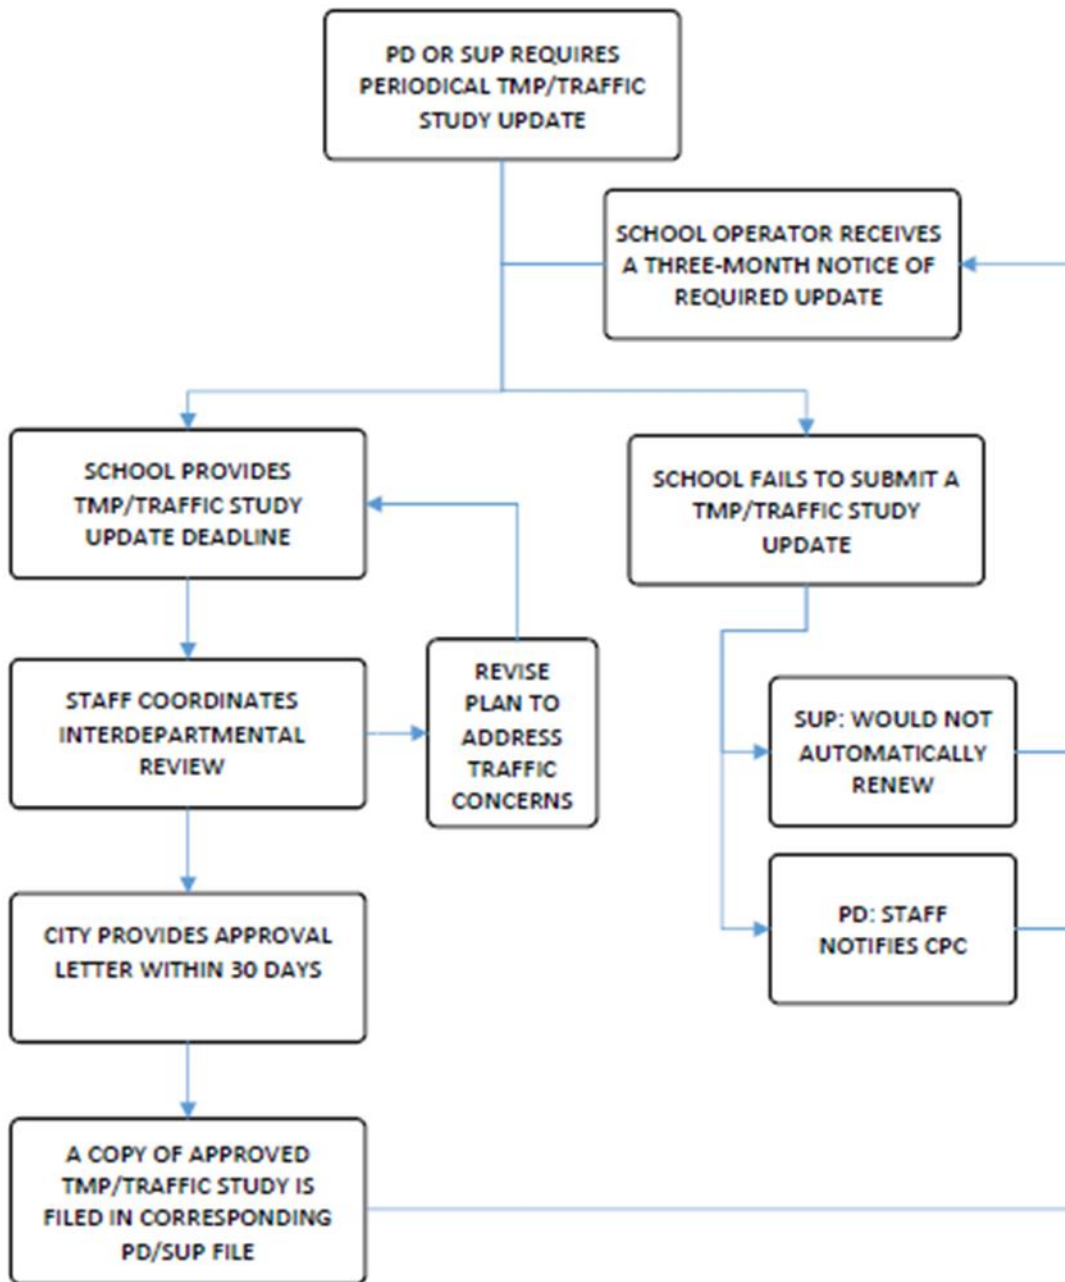 PD OR SUP REQUIRES
PERIODICAL TMP/TRAFFIC
STUDY UPDATE
SCHOOL OPERATOR RECEIVES
A THREE-MONTH NOTICE OF
REQUIRED UPDATE
SCHOOL PROVIDES
TMP/TRAFFIC STUDY
UPDATE DEADLINE
SCHOOL FAILS TO SUBMIT A
TMP/TRAFFIC STUDY
UPDATE
STAFF COORDINATES
INTERDEPARTMENTAL
REVIEW
REVISE
PLAN TO
ADDRESS
TRAFFIC
CONCERNS
SUP: WOULD NOT
AUTOMATICALLY
RENEW
CITY PROVIDES APPROVAL
LETTER WITHIN 30 DAYS
PD: STAFF
NOTIFIES CPC
A COPY OF APPROVED
TMP/TRAFFIC STUDY IS
FILED IN CORRESPONDING
PD/SUP FILE